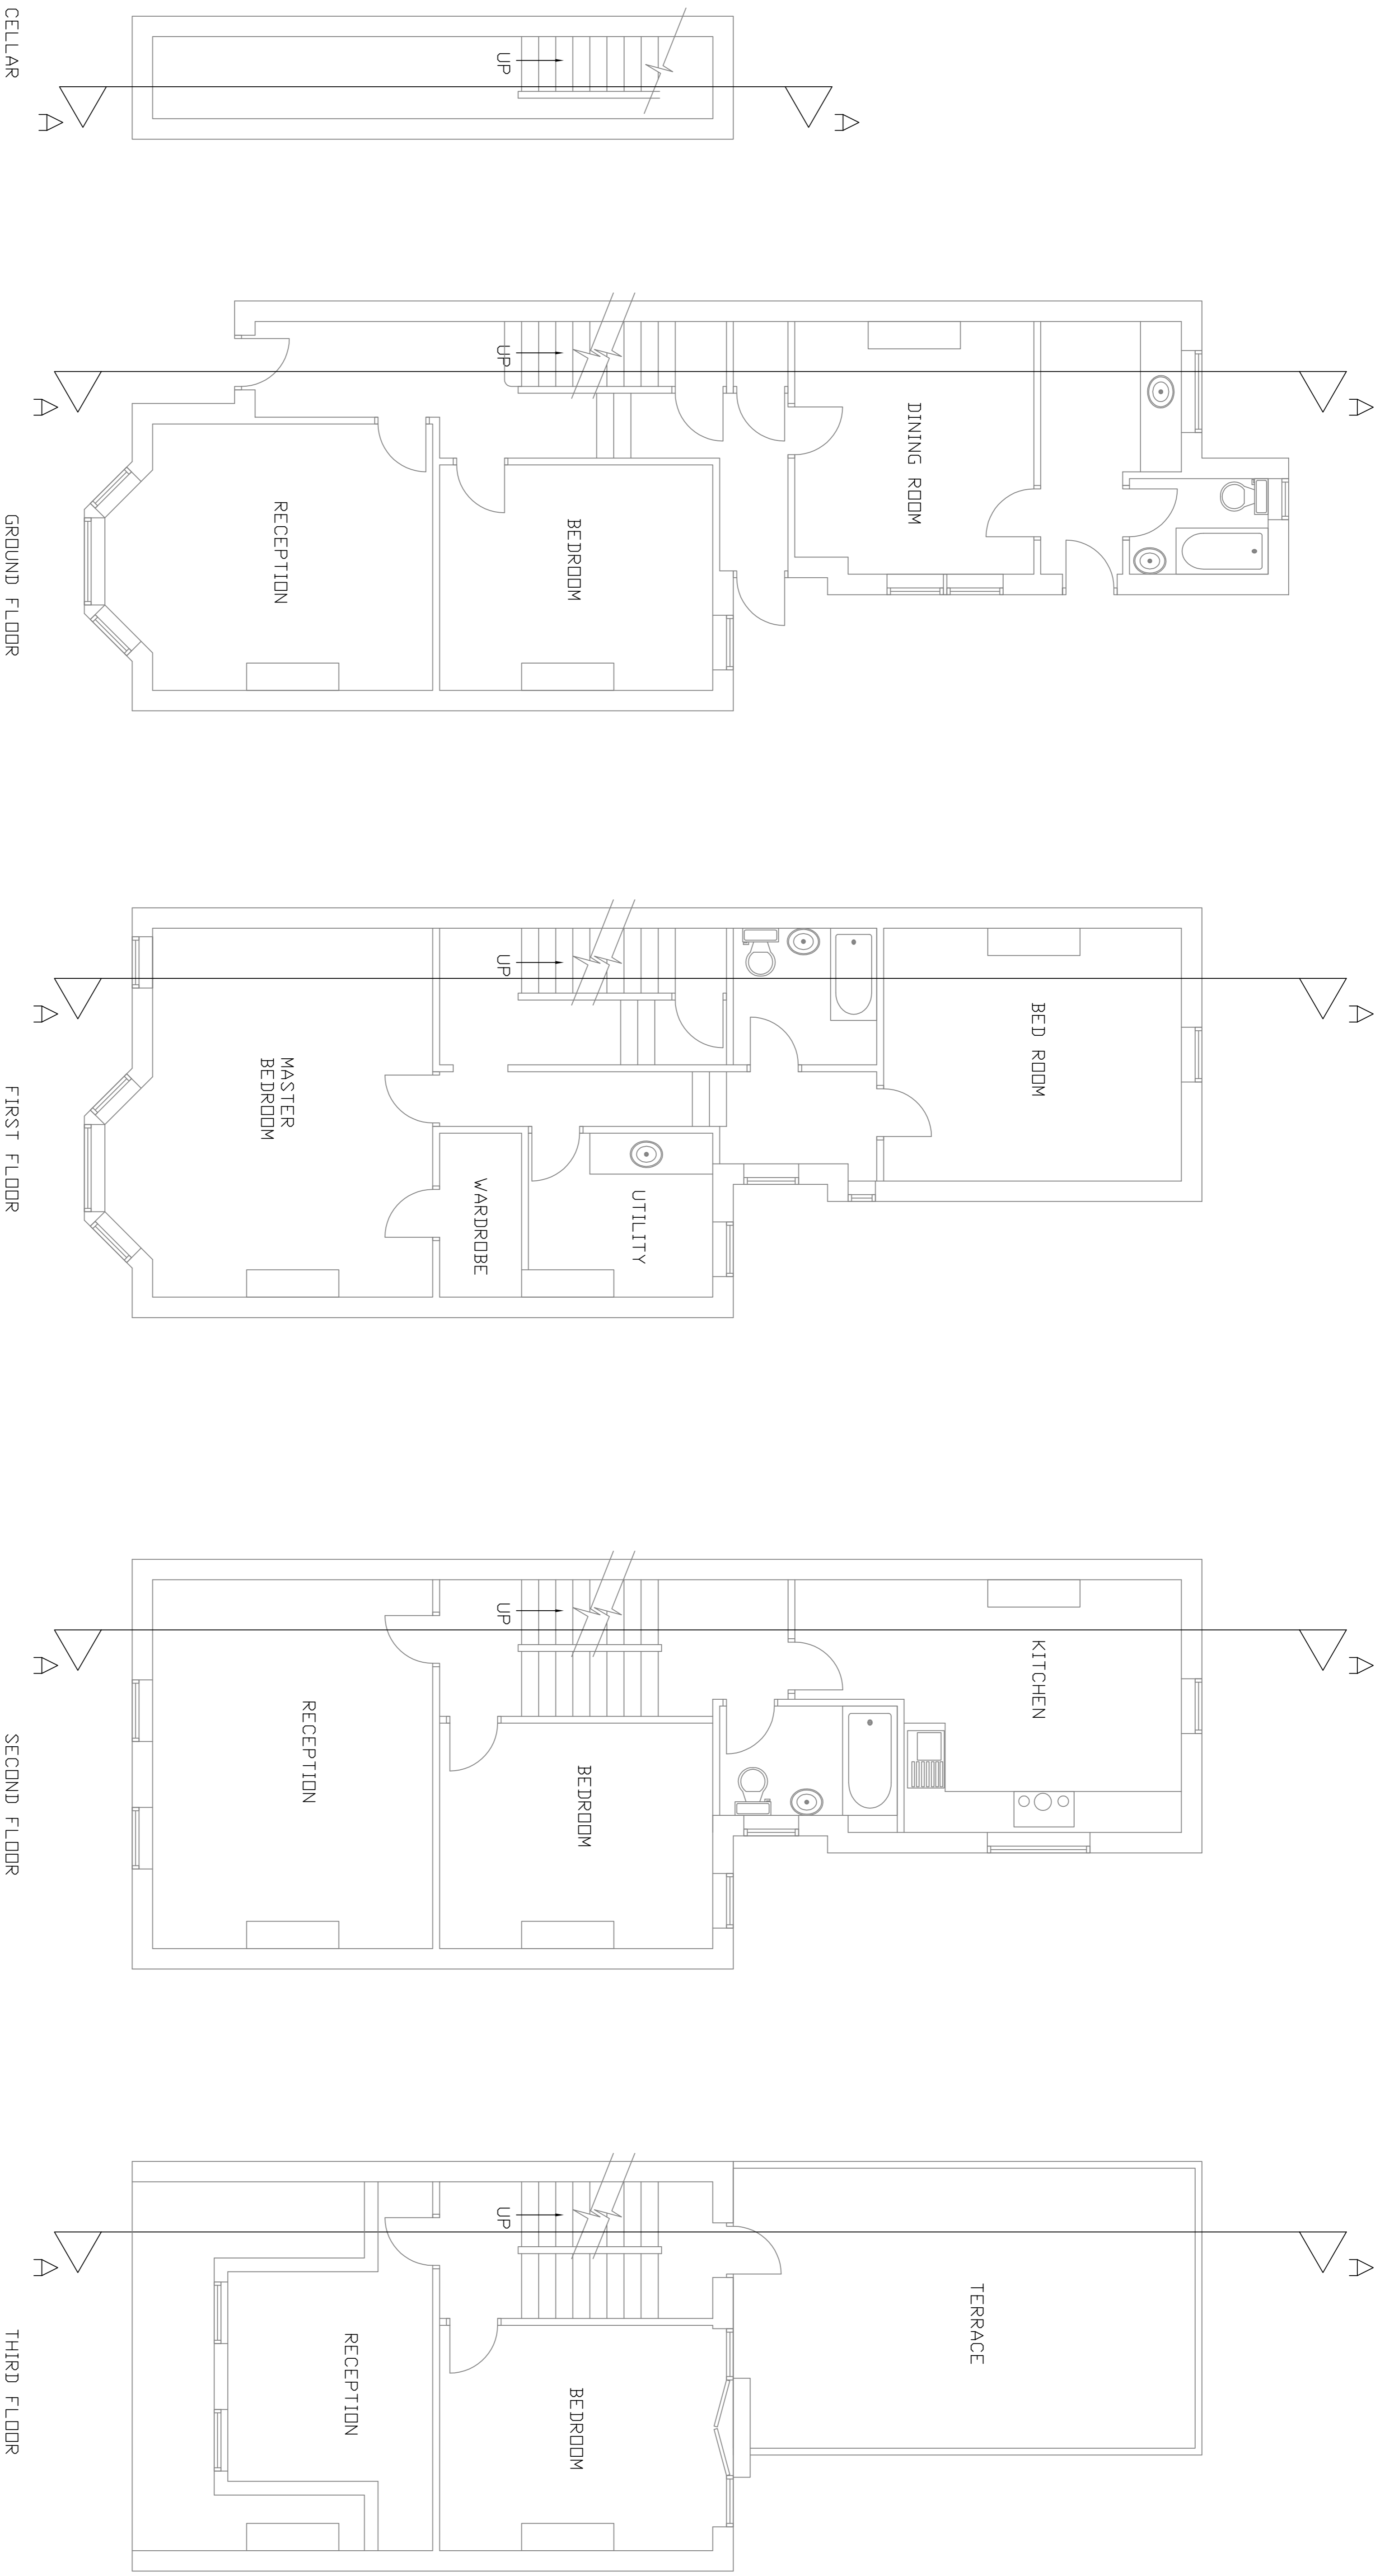 CELLAR
UP
A
A
GROUND FLOOR
UP
RECEPTION
BEDROOM
DINING ROOM
A
A
FIRST FLOOR
UP
MASTER
BEDROOM
WARDROBE
UTILITY
BED ROOM
A
A
SECOND FLOOR
UP
RECEPTION
BEDROOM
KITCHEN
A
A
THIRD FLOOR
UP
RECEPTION
BEDROOM
TERRACE
A
A